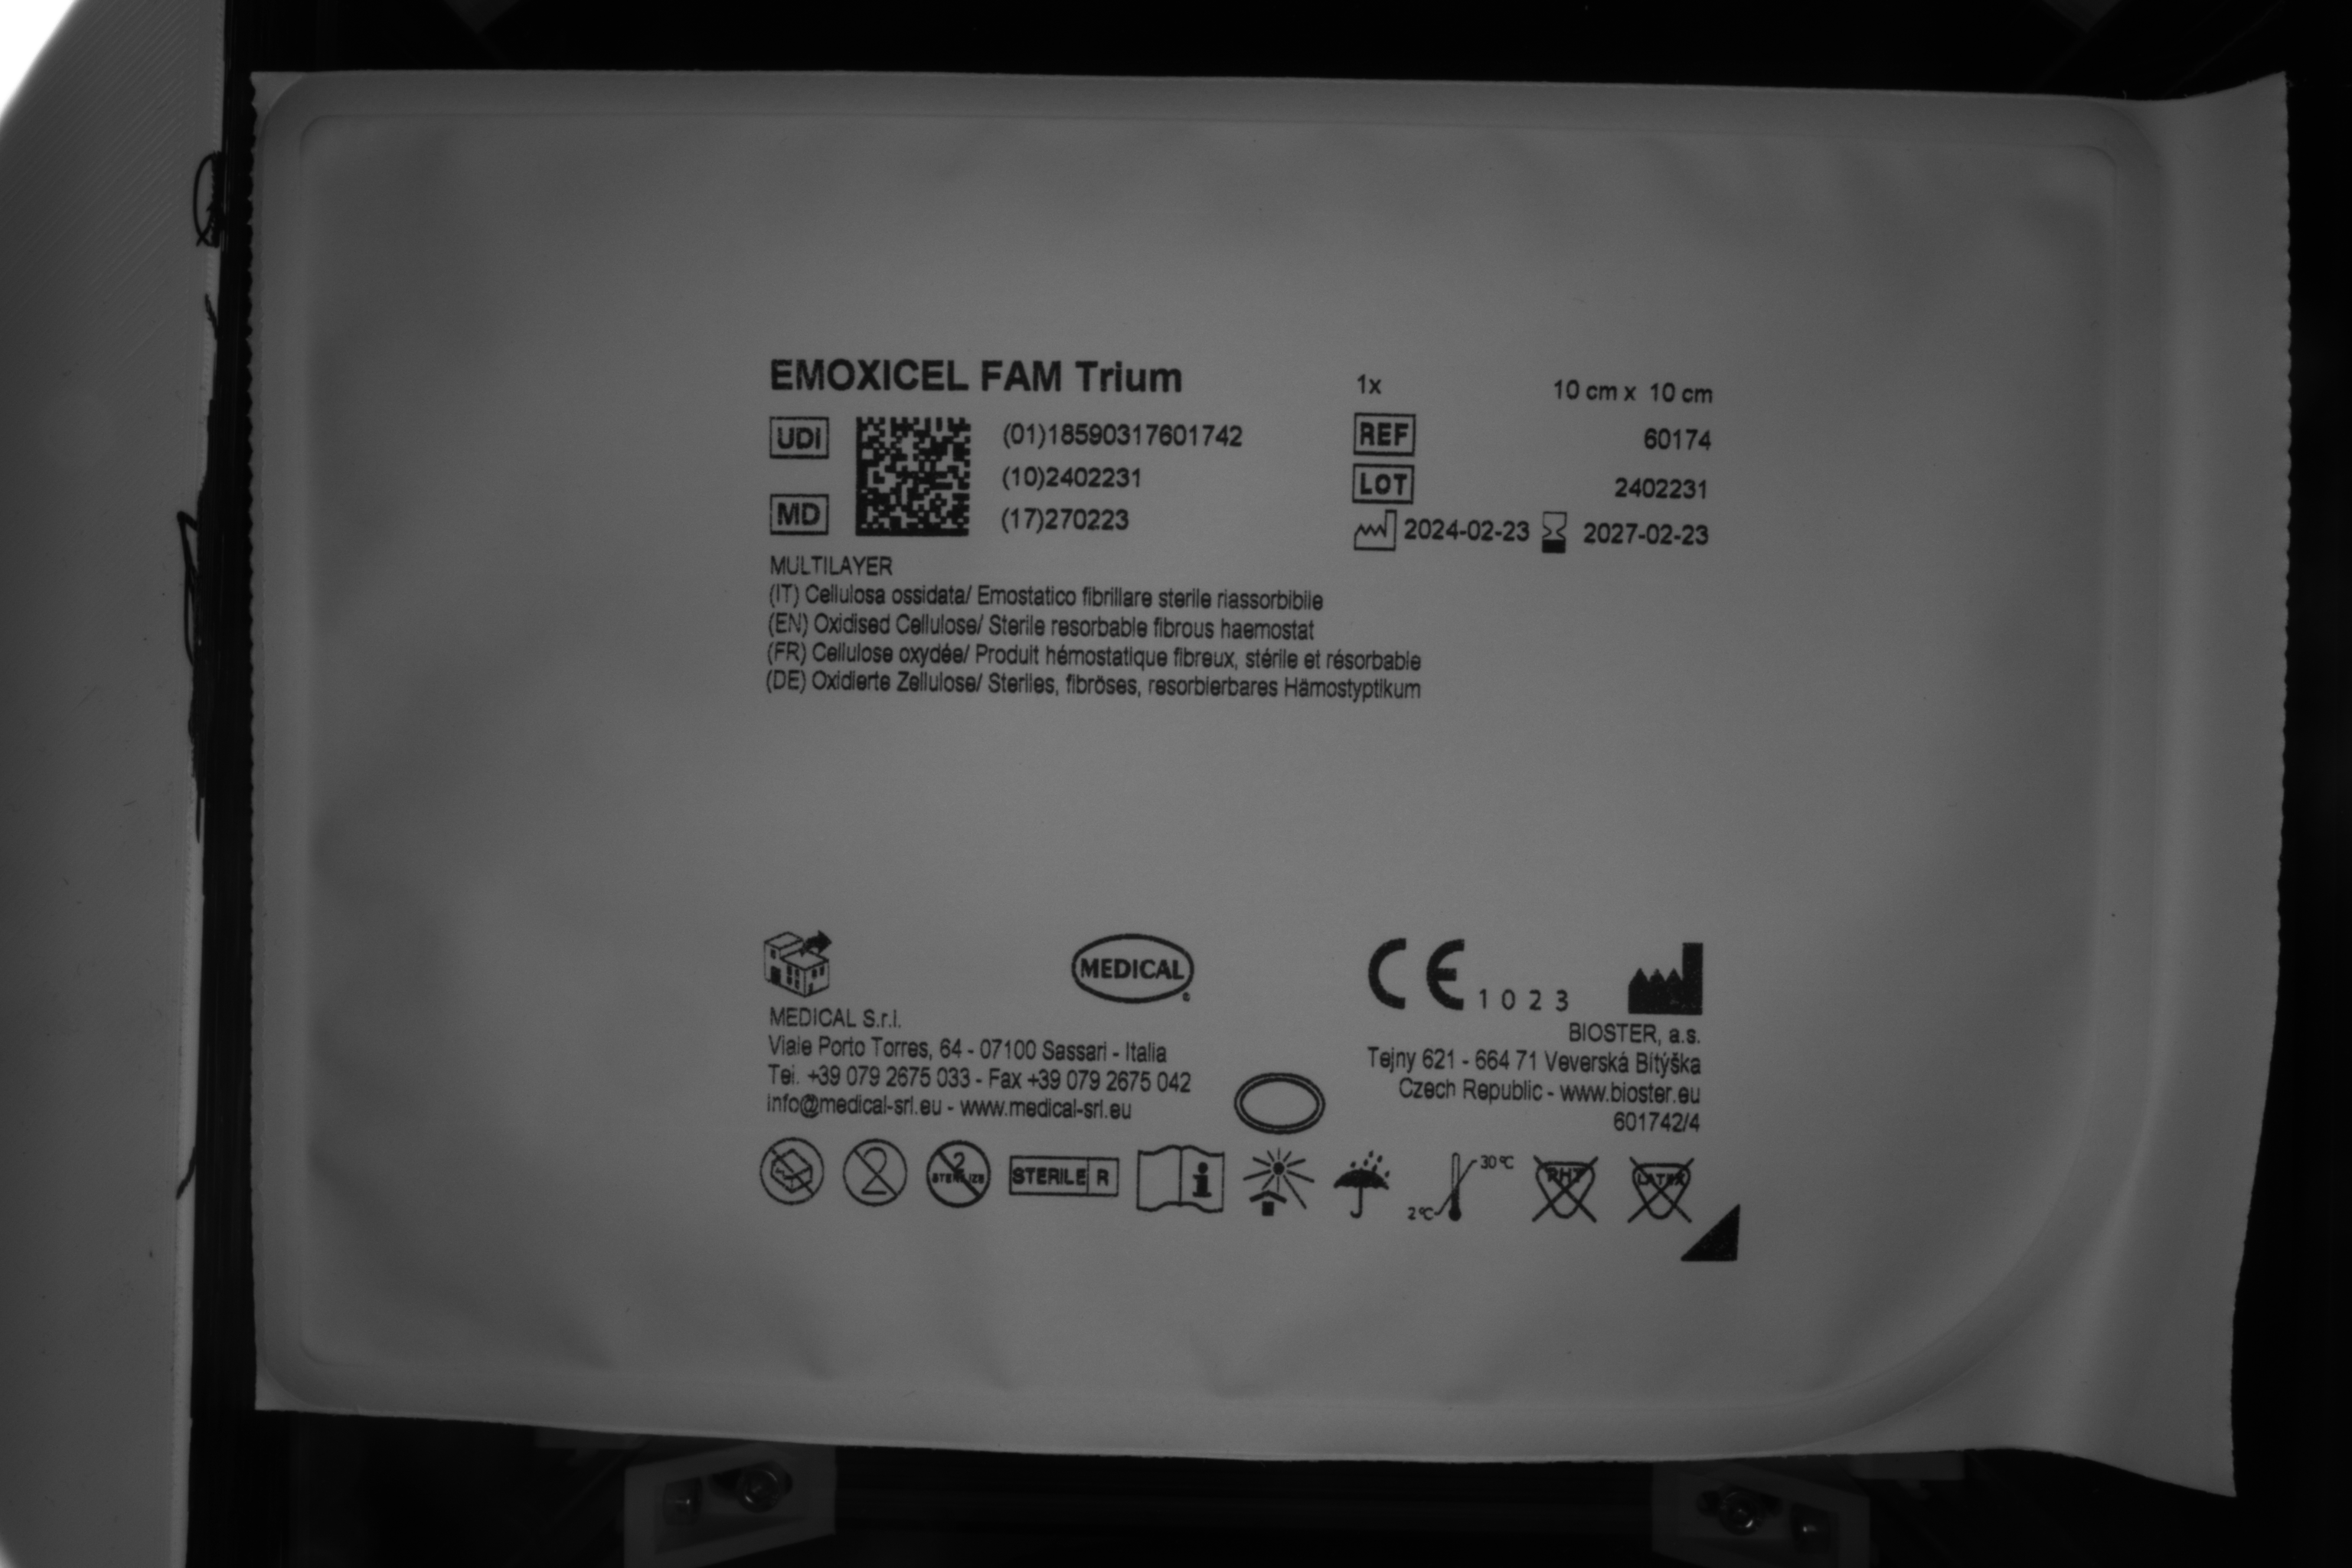 EMOXICEL FAM Trium
1x 10 cm x 10 cm
UDI (01)18590317601742
REF 60174
(10)2402231
LOT 2402231
MD (17)270223
2024-02-23 2027-02-23
MULTILAYER
(IT) Cellulosa ossidata/ Emostatico fibrillare sterile riassorbibile
(EN) Oxidised Cellulose/ Sterile resorbable fibrous haemostat
(FR) Cellulose oxydée/ Produit hémostatique fibreux, stérile et résorbable
(DE) Oxidierte Zellulose/ Steriles, fibröses, resorbierbares Hämostyptikum
MEDICAL
CE 1023
MEDICAL S.r.l.
Viale Porto Torres, 64 - 07100 Sassari - Italia
Tel. +39 079 2675 033 - Fax +39 079 2675 042
info@medical-srl.eu - www.medical-srl.eu
BIOSTER, a.s.
Tejny 621 - 664 71 Veverská Bítýška
Czech Republic - www.bioster.eu
601742/4
2
2 STERILIZE
STERILE R
i
2°C 30°C
PHT
LATEX